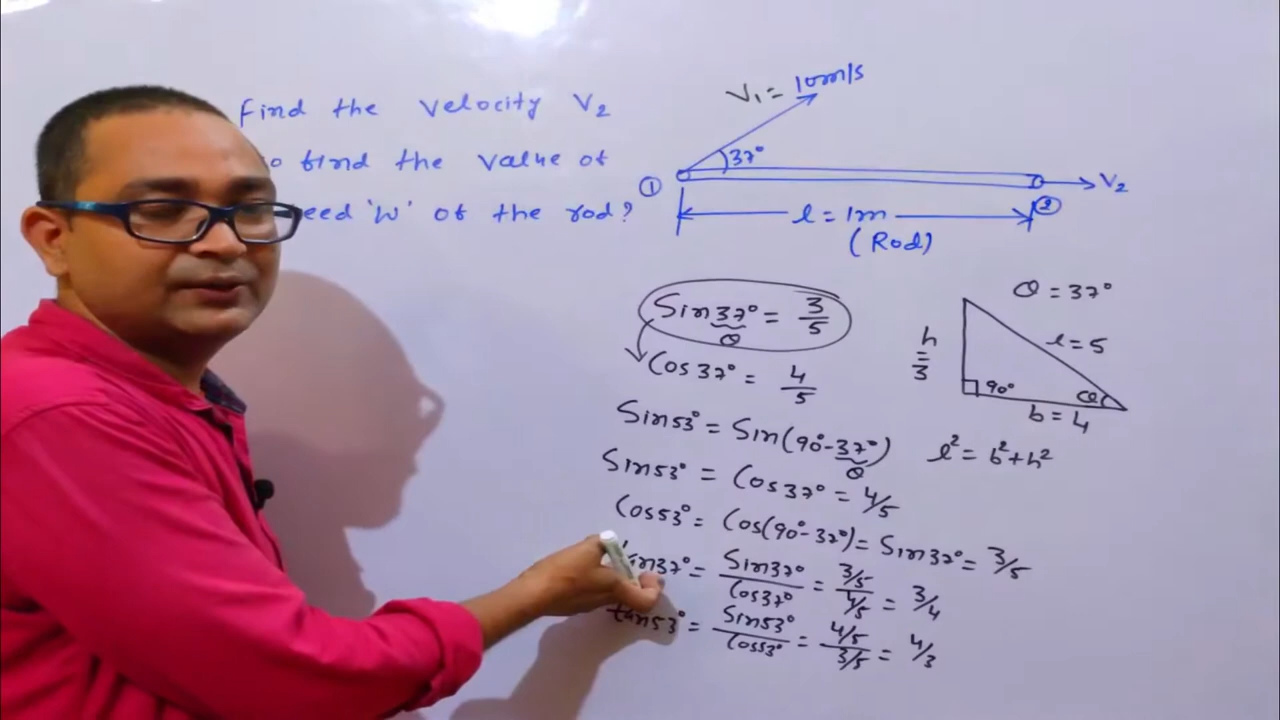 Find the velocity V2
find the value of
eed 'w' of the rod?
V1 = 10m/s
37°
①
②
V2
l = 1m
(Rod)
Sin37° = 3/5
θ
Cos37° = 4/5
Sin53° = Sin(90°-37°)
θ
Sin53° = Cos37° = 4/5
Cos53° = Cos(90°-37°) = Sin37° = 3/5
tan37° = Sin37°/Cos37° = 3/5 / 4/5 = 3/4
tan53° = Sin53°/Cos53° = 4/5 / 3/5 = 4/3
θ = 37°
h = 3
l = 5
90°
θ
b = 4
l² = b² + h²